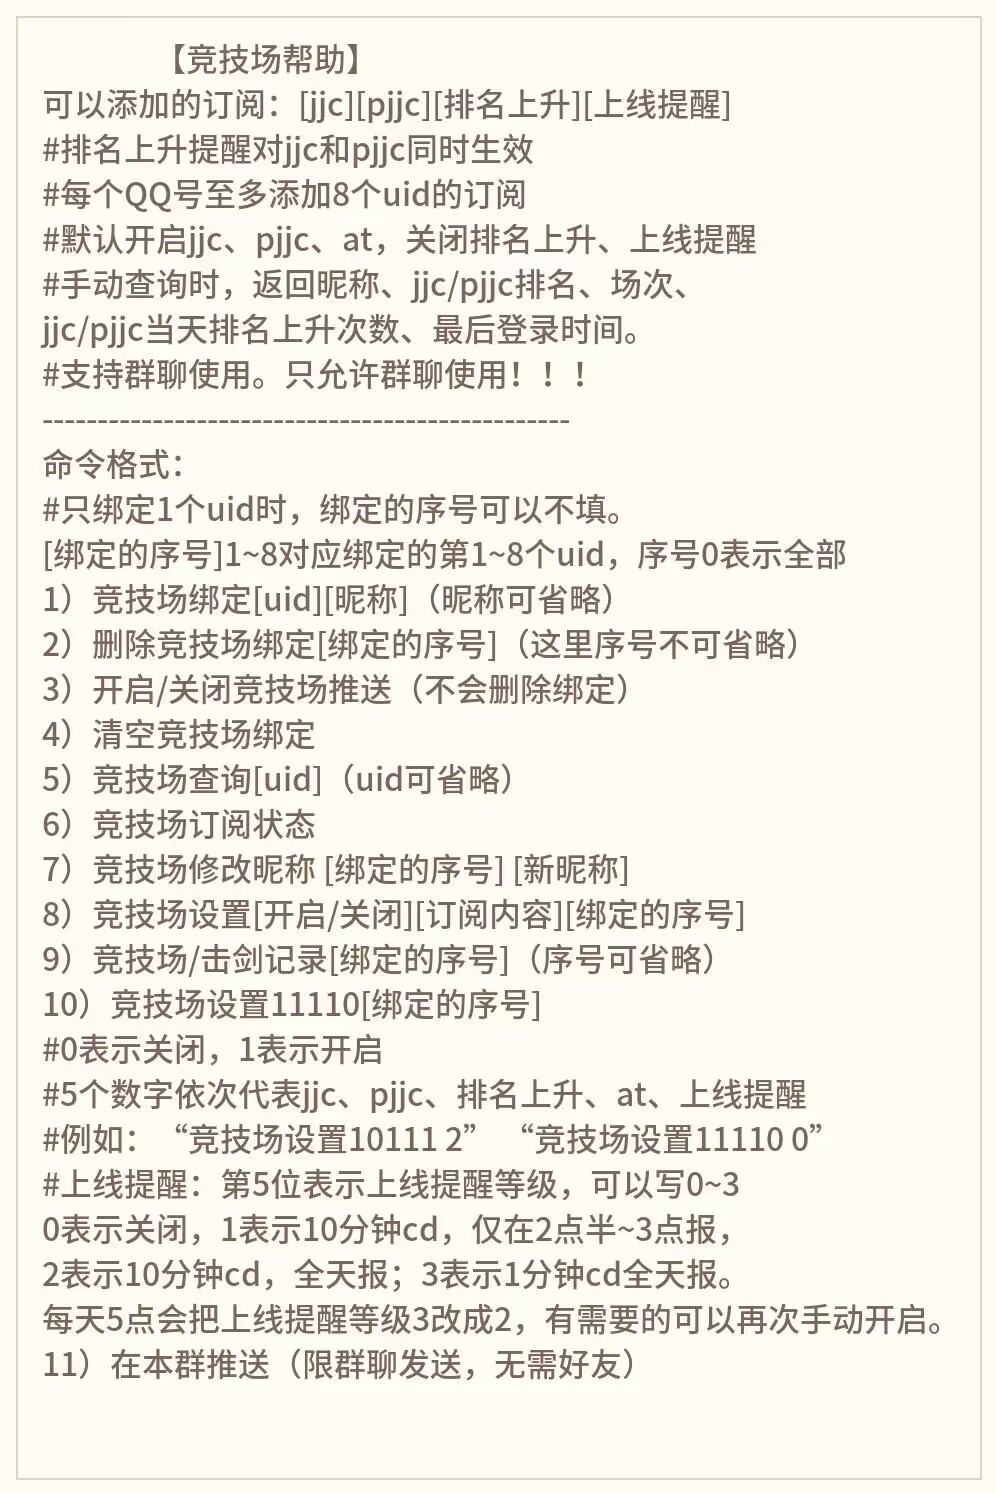 【竞技场帮助】
可以添加的订阅：[jjc][pjjc][排名上升][上线提醒]
#排名上升提醒对jjc和pjjc同时生效
#每个QQ号至多添加8个uid的订阅
#默认开启jjc、pjjc、at，关闭排名上升、上线提醒
#手动查询时，返回昵称、jjc/pjjc排名、场次、
jjc/pjjc当天排名上升次数、最后登录时间。
#支持群聊使用。只允许群聊使用！！！
------------------------------------------------
命令格式：
#只绑定1个uid时，绑定的序号可以不填。
[绑定的序号]1~8对应绑定的第1~8个uid，序号0表示全部
1）竞技场绑定[uid][昵称]（昵称可省略）
2）删除竞技场绑定[绑定的序号]（这里序号不可省略）
3）开启/关闭竞技场推送（不会删除绑定）
4）清空竞技场绑定
5）竞技场查询[uid]（uid可省略）
6）竞技场订阅状态
7）竞技场修改昵称 [绑定的序号] [新昵称]
8）竞技场设置[开启/关闭][订阅内容][绑定的序号]
9）竞技场/击剑记录[绑定的序号]（序号可省略）
10）竞技场设置11110[绑定的序号]
#0表示关闭，1表示开启
#5个数字依次代表jjc、pjjc、排名上升、at、上线提醒
#例如：“竞技场设置10111 2” “竞技场设置11110 0”
#上线提醒：第5位表示上线提醒等级，可以写0~3
0表示关闭，1表示10分钟cd，仅在2点半~3点报，
2表示10分钟cd，全天报；3表示1分钟cd全天报。
每天5点会把上线提醒等级3改成2，有需要的可以再次手动开启。
11）在本群推送（限群聊发送，无需好友）